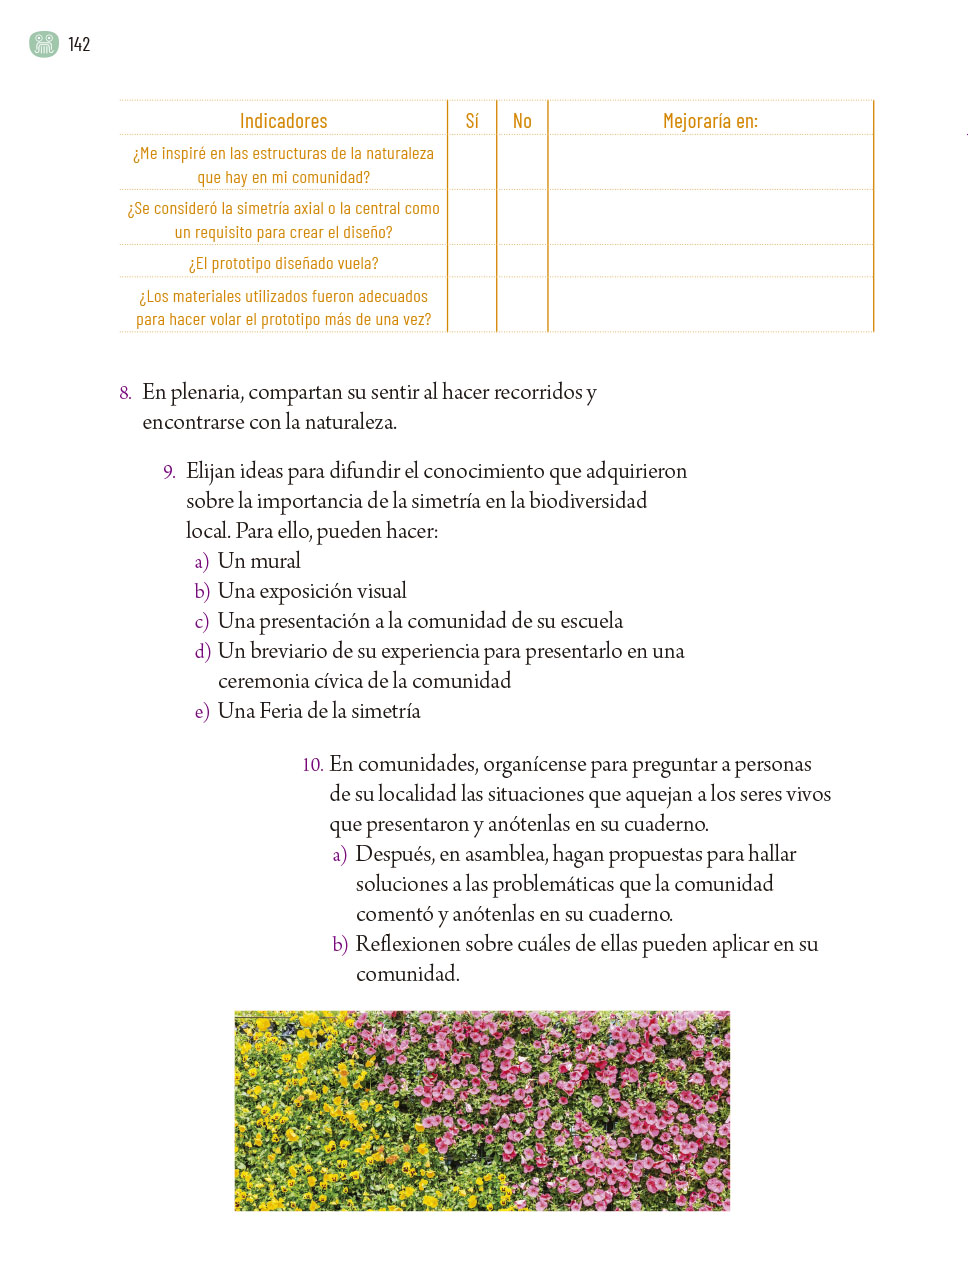 142
Indicadores Sí No Mejoraría en:
¿Me inspiré en las estructuras de la naturaleza
que hay en mi comunidad?
¿Se consideró la simetría axial o la central como
un requisito para crear el diseño?
¿El prototipo diseñado vuela?
¿Los materiales utilizados fueron adecuados
para hacer volar el prototipo más de una vez?
8. En plenaria, compartan su sentir al hacer recorridos y
encontrarse con la naturaleza.
9. Elijan ideas para difundir el conocimiento que adquirieron
sobre la importancia de la simetría en la biodiversidad
local. Para ello, pueden hacer:
a) Un mural
b) Una exposición visual
c) Una presentación a la comunidad de su escuela
d) Un breviario de su experiencia para presentarlo en una
ceremonia cívica de la comunidad
e) Una Feria de la simetría
10. En comunidades, organícense para preguntar a personas
de su localidad las situaciones que aquejan a los seres vivos
que presentaron y anótenlas en su cuaderno.
a) Después, en asamblea, hagan propuestas para hallar
soluciones a las problemáticas que la comunidad
comentó y anótenlas en su cuaderno.
b) Reflexionen sobre cuáles de ellas pueden aplicar en su
comunidad.